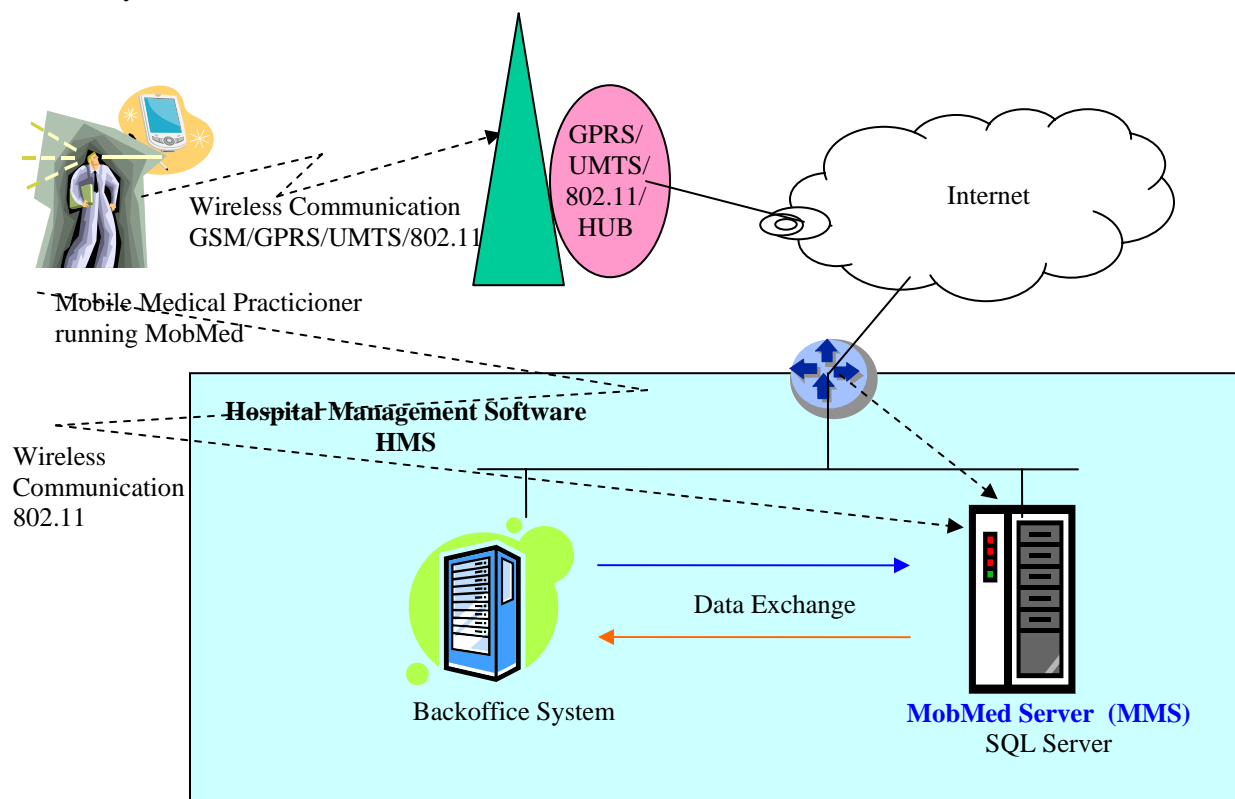 GPRS/
UMTS/
802.11/
HUB
Internet
Wireless Communication
GSM/GPRS/UMTS/802.11
Mobile Medical Practicioner
running MobMed
Hospital Management Software
HMS
Wireless
Communication
802.11
Data Exchange
Backoffice System
MobMed Server (MMS)
SQL Server